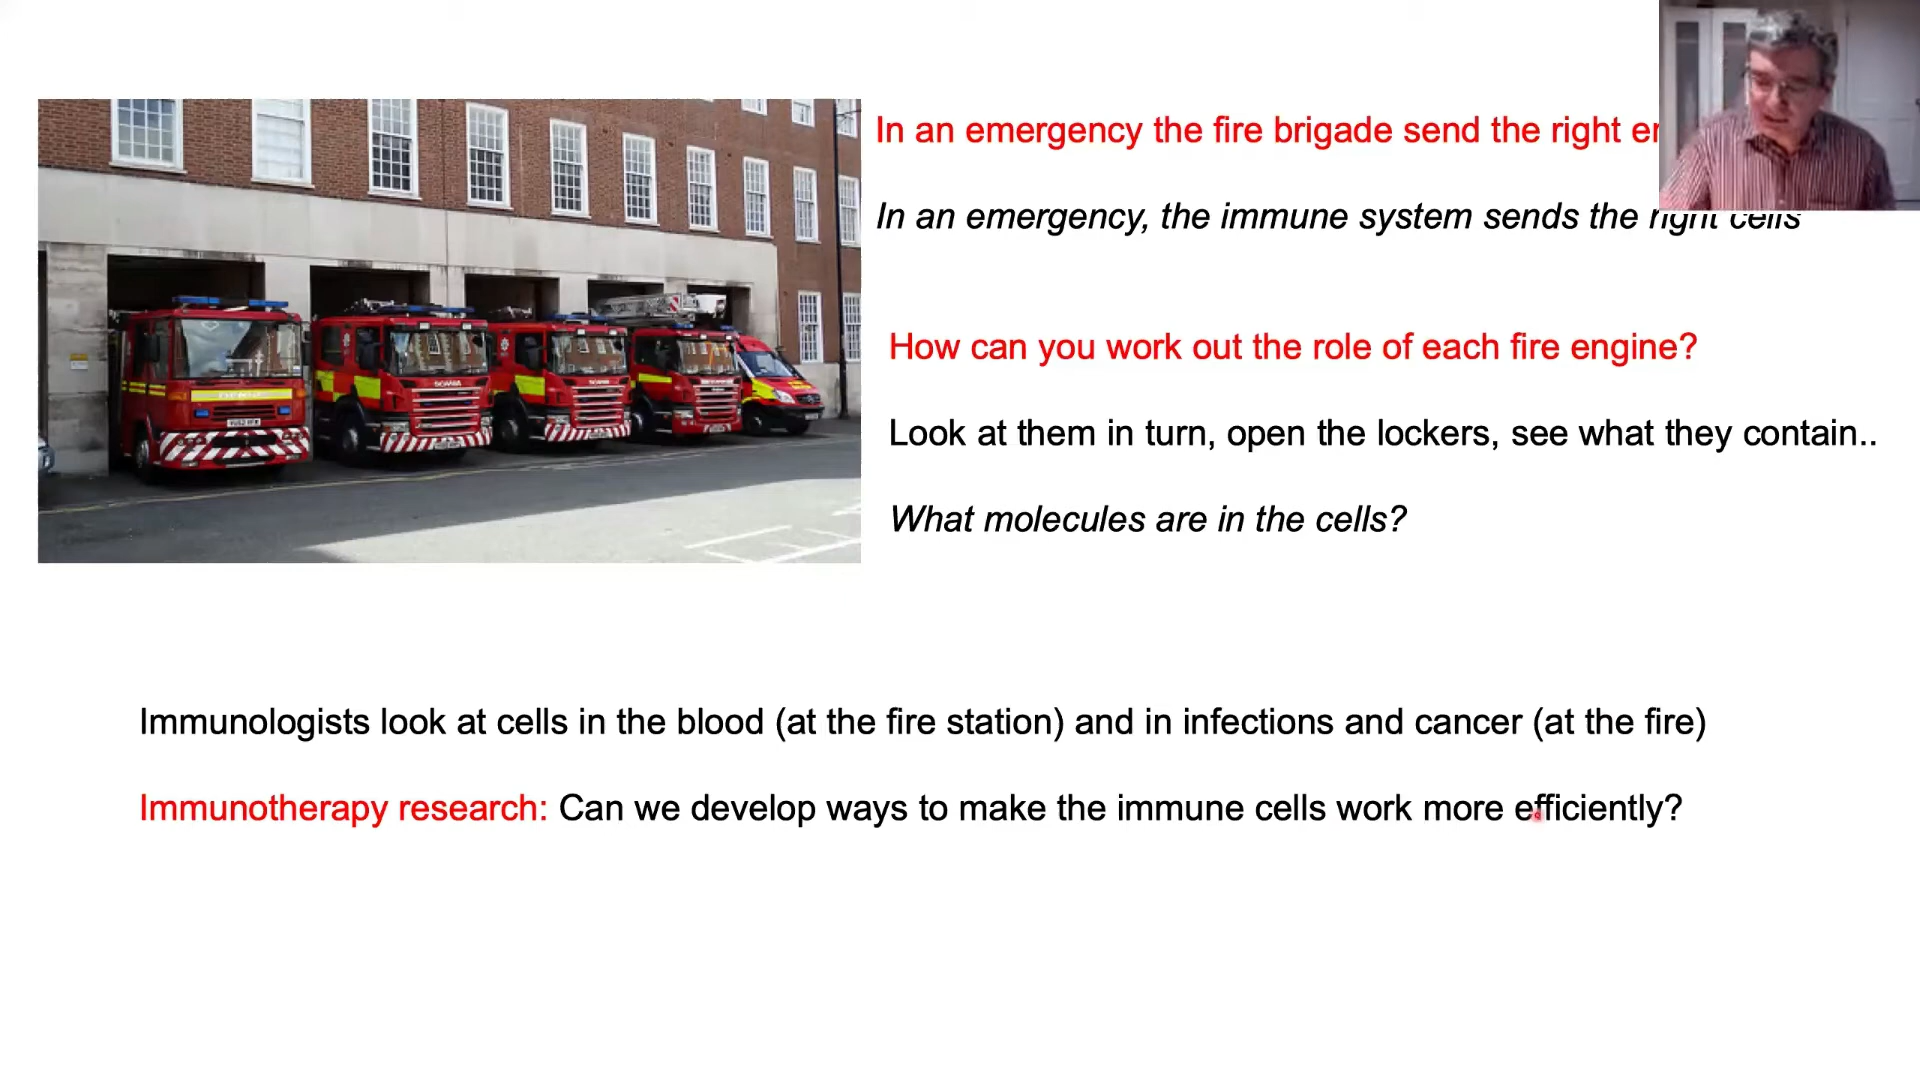 In an emergency the fire brigade send the right
In an emergency, the immune system sends the right cells
How can you work out the role of each fire engine?
Look at them in turn, open the lockers, see what they contain..
What molecules are in the cells?
SCANIA
Immunologists look at cells in the blood (at the fire station) and in infections and cancer (at the fire)
Immunotherapy research: Can we develop ways to make the immune cells work more efficiently?